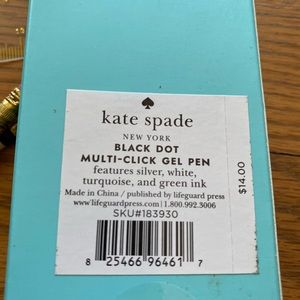 kate spade
NEW YORK
BLACK DOT
MULTI-CLICK GEL PEN
features silver, white,
turquoise, and green ink
Made in China / published by lifeguard press
www.lifeguardpress.com | 1.800.992.3006
SKU#183930
8 25466 96461 7
$14.00